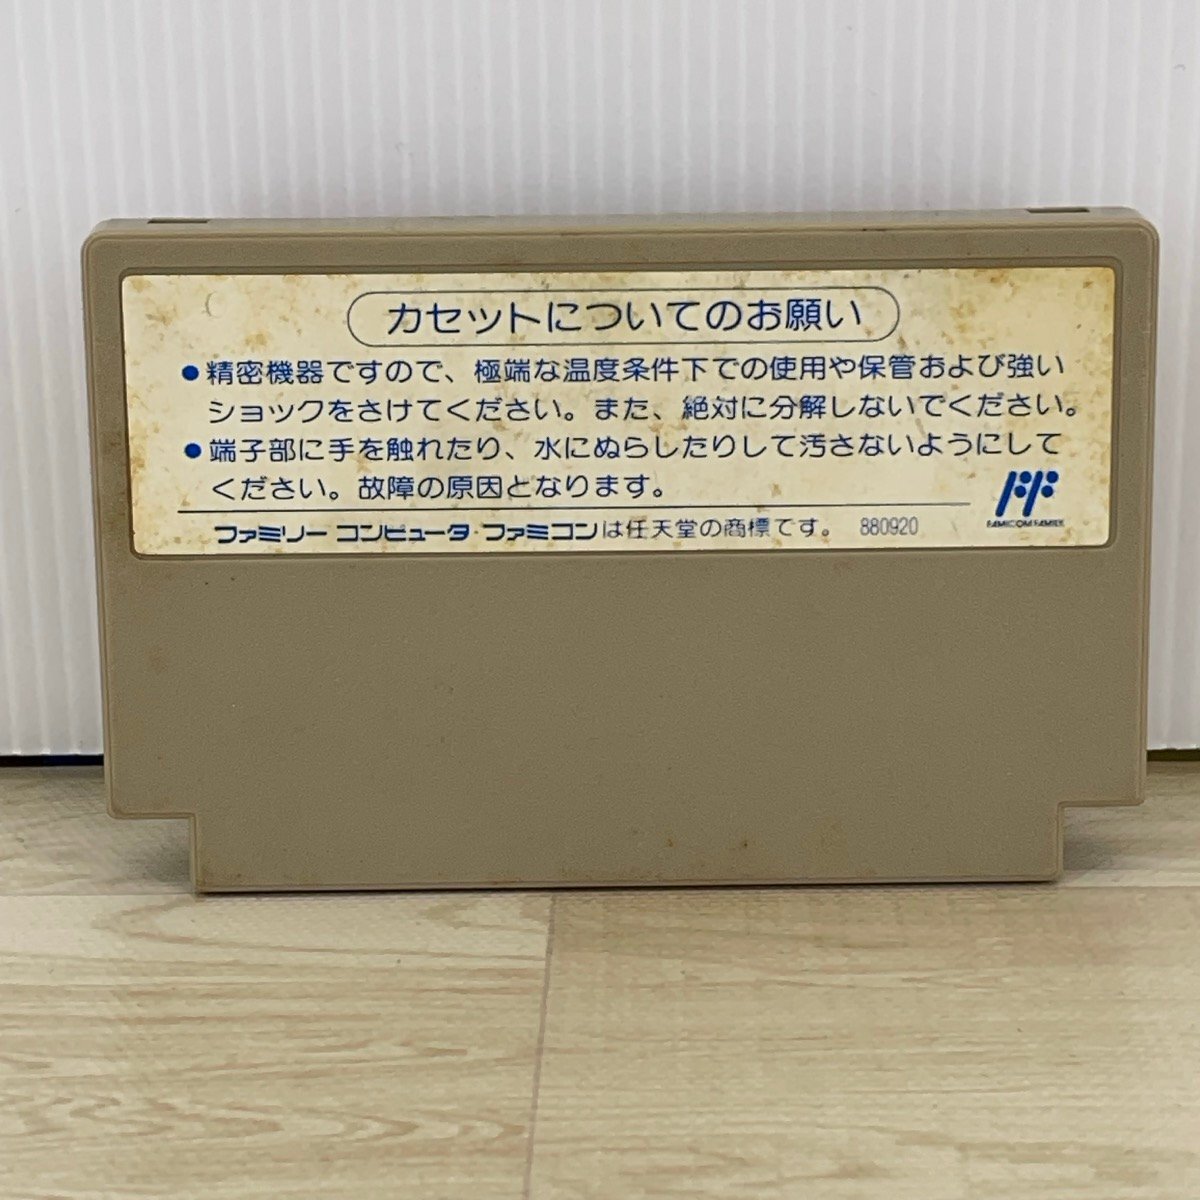 カセットについてのお願い
●精密機器ですので、極端な温度条件下での使用や保管および強い
ショックをさけてください。また、絶対に分解しないでください。
●端子部に手を触れたり、水にぬらしたりして汚さないようにして
ください。故障の原因となります。
FAMICOM FAMILY
ファミリーコンピュータ・ファミコンは任天堂の商標です。 880920